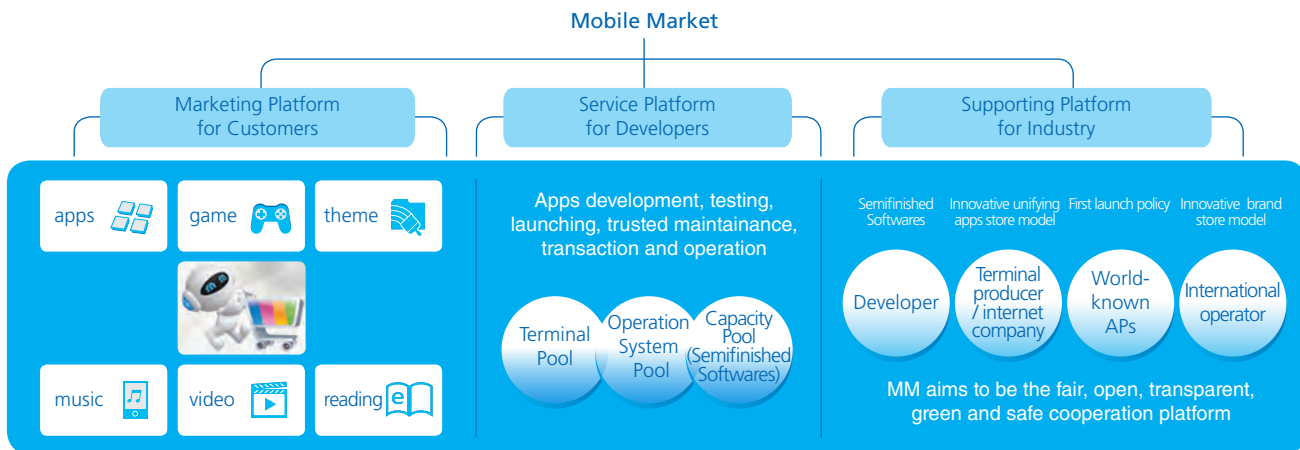 Mobile Market
Marketing Platform
for Customers
Service Platform
for Developers
Supporting Platform
for Industry
apps
game
theme
music
video
reading
e
Apps development, testing,
launching, trusted maintainance,
transaction and operation
Terminal
Pool
Operation
System
Pool
Capacity
Pool
(Semifinished
Softwares)
Semifinished
Softwares
Innovative unifying
apps store model
First launch policy
Innovative brand
store model
Developer
Terminal
producer
/ internet
company
World-
known
APs
International
operator
MM aims to be the fair, open, transparent,
green and safe cooperation platform